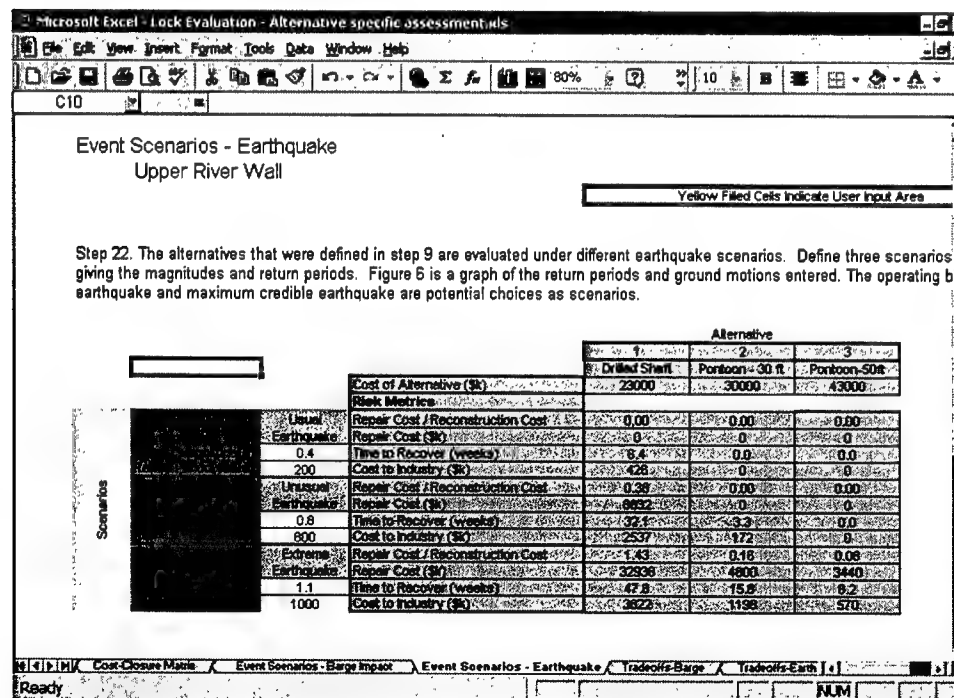 Microsoft Excel - Lock Evaluation - Alternative specific assessment.xls
File Edit View Insert Format Tools Data Window Help
80% 10 B A
C10 =
Event Scenarios - Earthquake
Upper River Wall
Yellow Filled Cells Indicate User Input Area
Step 22. The alternatives that were defined in step 9 are evaluated under different earthquake scenarios. Define three scenarios
giving the magnitudes and return periods. Figure 6 is a graph of the return periods and ground motions entered. The operating b
earthquake and maximum credible earthquake are potential choices as scenarios.
Alternative
1 2 3
Drilled Shaft Pontoon - 30 ft Pontoon-50ft
Cost of Alternative ($k) 23000 30000 43000
Risk Metrics
Scenarios
Usual Repair Cost / Reconstruction Cost 0.00 0.00 0.00
Earthquake Repair Cost ($k) 0 0 0
0.4 Time to Recover (weeks) 6.4 0.0 0.0
200 Cost to Industry ($k) 426 0 0
Unusual Repair Cost / Reconstruction Cost 0.38 0.00 0.00
Earthquake Repair Cost ($k) 0 0
0.8 Time to Recover (weeks) 32.1 3.3 0.0
800 Cost to Industry ($k) 2537 172 0
Extreme Repair Cost / Reconstruction Cost 1.43 0.16 0.08
Earthquake Repair Cost ($k) 32936 4800 3440
1.1 Time to Recover (weeks) 47.8 15.8 8.2
1000 Cost to Industry ($k) 3822 1198 570
Cost-Closure Matrix Event Scenarios - Barge Impact Event Scenarios - Earthquake Tradeoffs-Barge Tradeoffs-Earth
Ready NUM